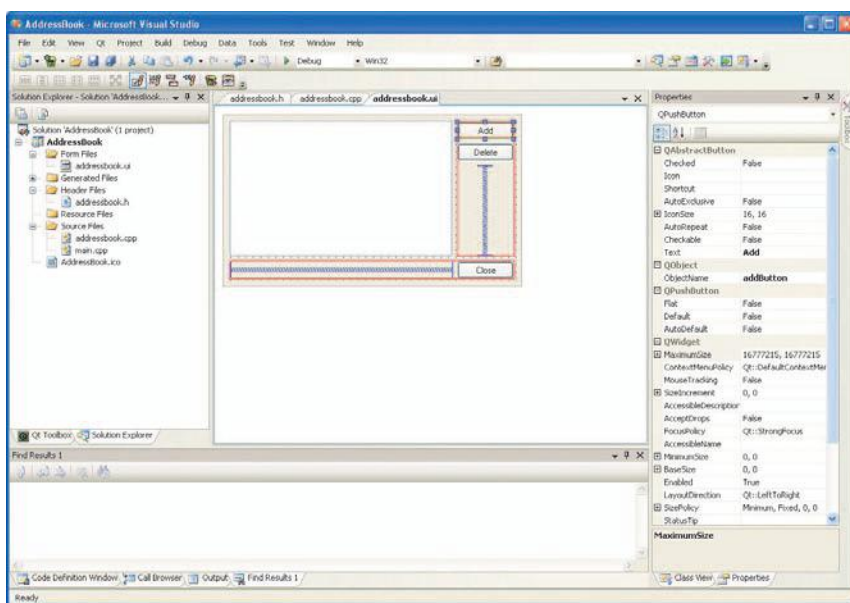 AddressBook - Microsoft Visual Studio
File Edit View Qt Project Build Debug Data Tools Test Window Help
Debug Win32
Solution Explorer - Solution 'AddressBook...
Solution 'AddressBook' (1 project)
AddressBook
Form Files
addressbook.ui
Generated Files
Header Files
addressbook.h
Resource Files
Source Files
addressbook.cpp
main.cpp
AddressBook.ico
Qt Toolbox Solution Explorer
addressbook.h addressbook.cpp addressbook.ui
Add
Delete
Close
Properties
QPushButton
QAbstractButton
Checked False
Icon
Shortcut
AutoExclusive False
IconSize 16, 16
AutoRepeat False
Checkable False
Text Add
QObject
ObjectName addButton
QPushButton
Flat False
Default False
AutoDefault False
QWidget
MaximumSize 16777215, 16777215
ContextMenuPolicy Qt::DefaultContextMer
MouseTracking False
SizeIncrement 0, 0
AccessibleDescription
AcceptDrops False
FocusPolicy Qt::StrongFocus
AccessibleName
MinimumSize 0, 0
BaseSize 0, 0
Enabled True
LayoutDirection Qt::LeftToRight
SizePolicy Minimum, Fixed, 0, 0
StatusTip
MaximumSize
Class View Properties
Toolbox
Find Results 1
Code Definition Window Call Browser Output Find Results 1
Ready